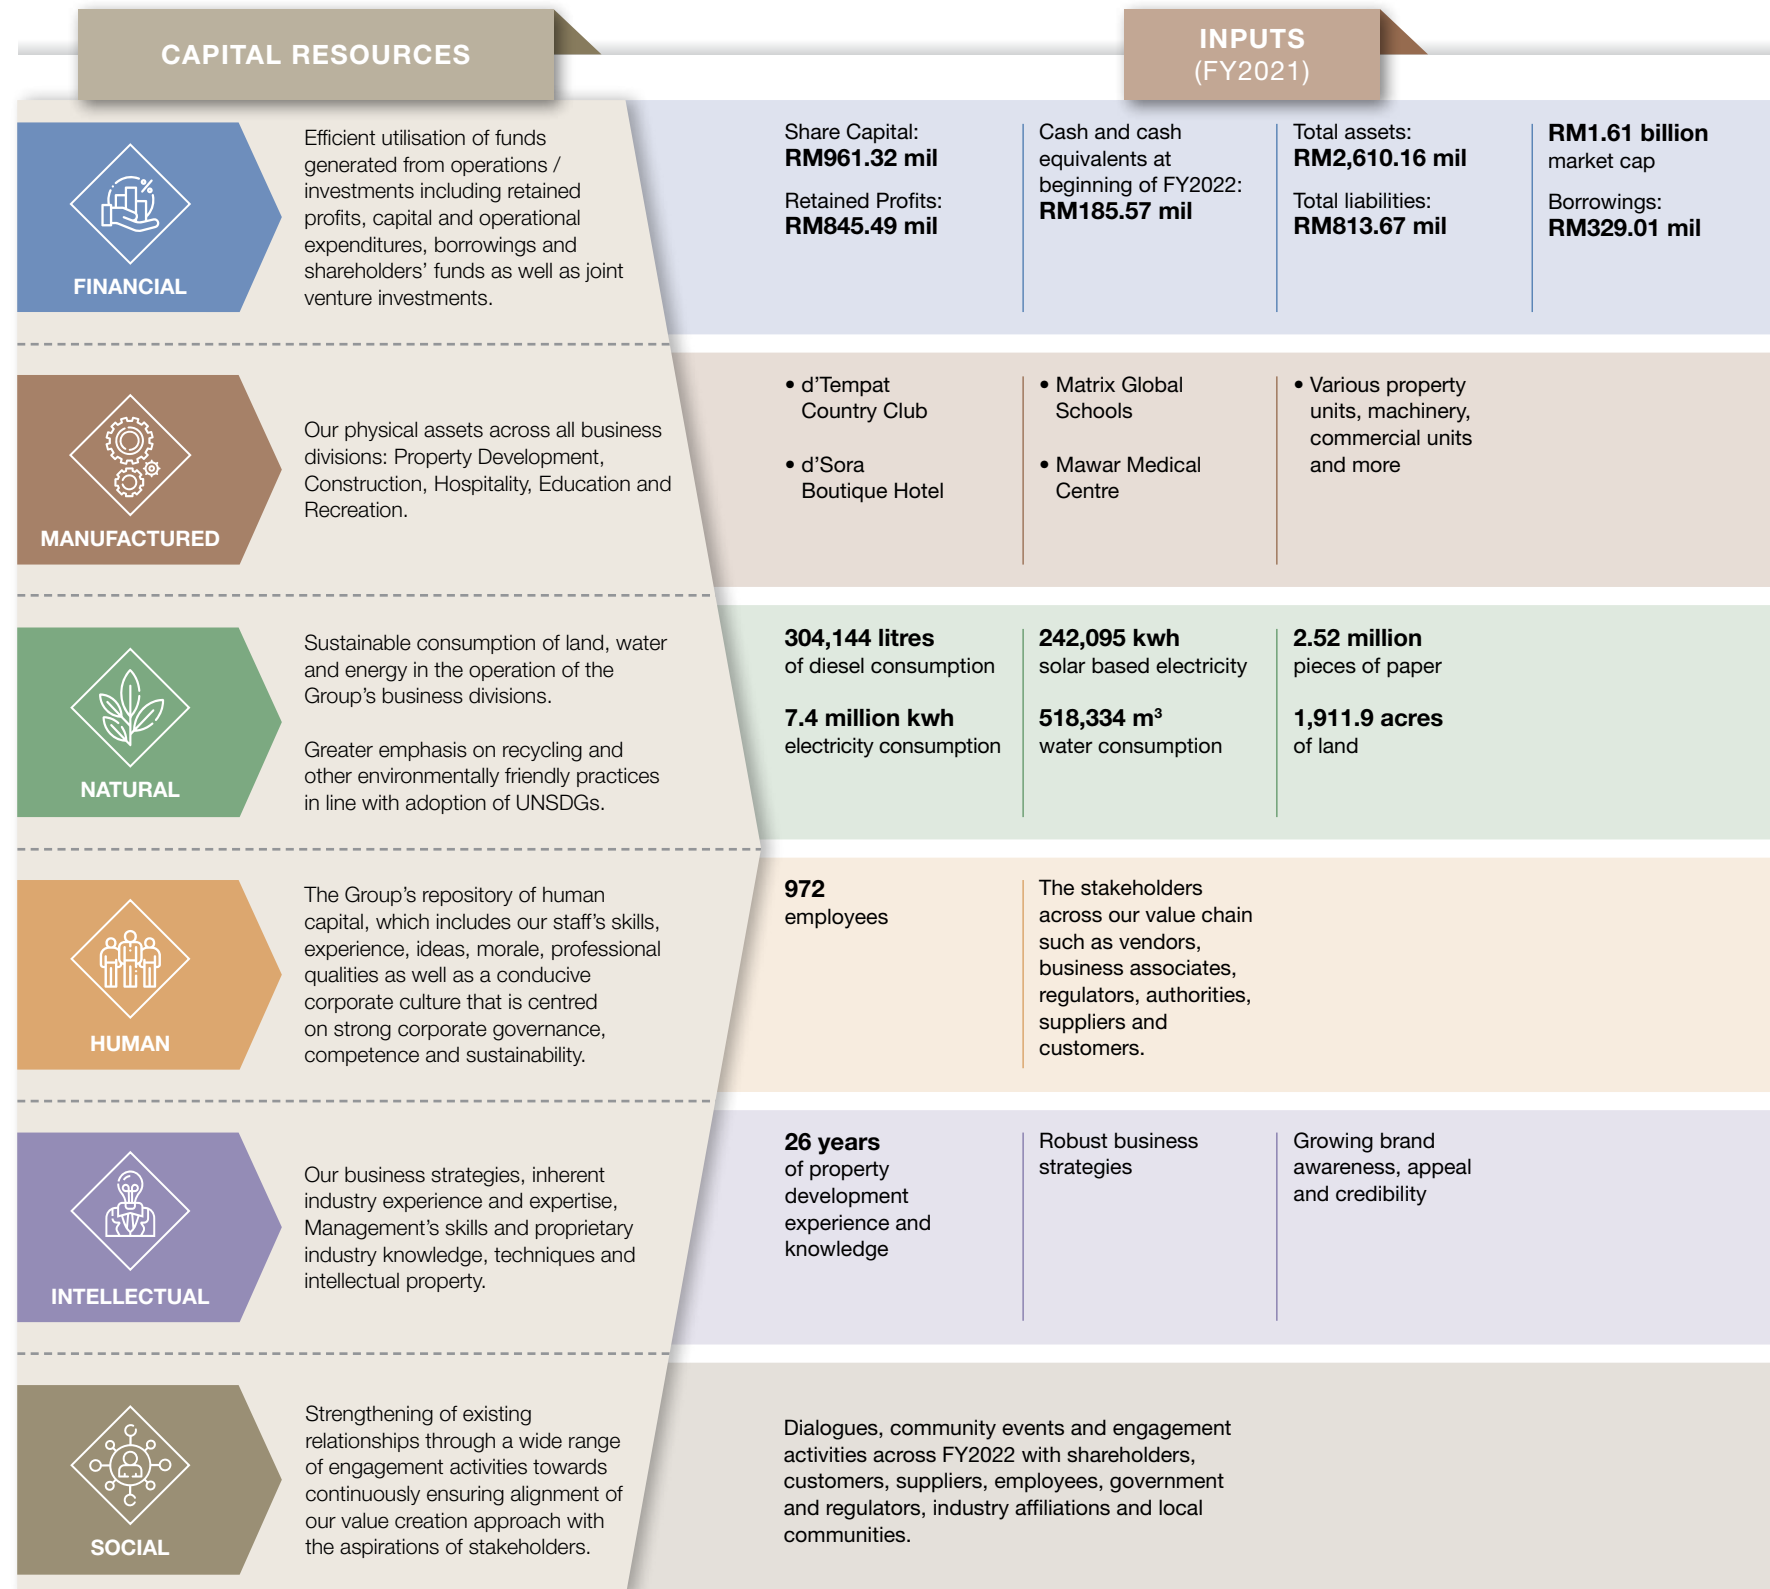 CAPITAL RESOURCES
INPUTS
(FY2021)
FINANCIAL
Efficient utilisation of funds
generated from operations /
investments including retained
profits, capital and operational
expenditures, borrowings and
shareholders’ funds as well as joint
venture investments.
Share Capital:
RM961.32 mil
Retained Profits:
RM845.49 mil
Cash and cash
equivalents at
beginning of FY2022:
RM185.57 mil
Total assets:
RM2,610.16 mil
Total liabilities:
RM813.67 mil
RM1.61 billion
market cap
Borrowings:
RM329.01 mil
MANUFACTURED
Our physical assets across all business
divisions: Property Development,
Construction, Hospitality, Education and
Recreation.
• d’Tempat
Country Club
• d’Sora
Boutique Hotel
• Matrix Global
Schools
• Mawar Medical
Centre
• Various property
units, machinery,
commercial units
and more
NATURAL
Sustainable consumption of land, water
and energy in the operation of the
Group’s business divisions.
Greater emphasis on recycling and
other environmentally friendly practices
in line with adoption of UNSDGs.
304,144 litres
of diesel consumption
7.4 million kwh
electricity consumption
242,095 kwh
solar based electricity
518,334 m³
water consumption
2.52 million
pieces of paper
1,911.9 acres
of land
HUMAN
The Group’s repository of human
capital, which includes our staff’s skills,
experience, ideas, morale, professional
qualities as well as a conducive
corporate culture that is centred
on strong corporate governance,
competence and sustainability.
972
employees
The stakeholders
across our value chain
such as vendors,
business associates,
regulators, authorities,
suppliers and
customers.
INTELLECTUAL
Our business strategies, inherent
industry experience and expertise,
Management’s skills and proprietary
industry knowledge, techniques and
intellectual property.
26 years
of property
development
experience and
knowledge
Robust business
strategies
Growing brand
awareness, appeal
and credibility
SOCIAL
Strengthening of existing
relationships through a wide range
of engagement activities towards
continuously ensuring alignment of
our value creation approach with
the aspirations of stakeholders.
Dialogues, community events and engagement
activities across FY2022 with shareholders,
customers, suppliers, employees, government
and regulators, industry affiliations and local
communities.